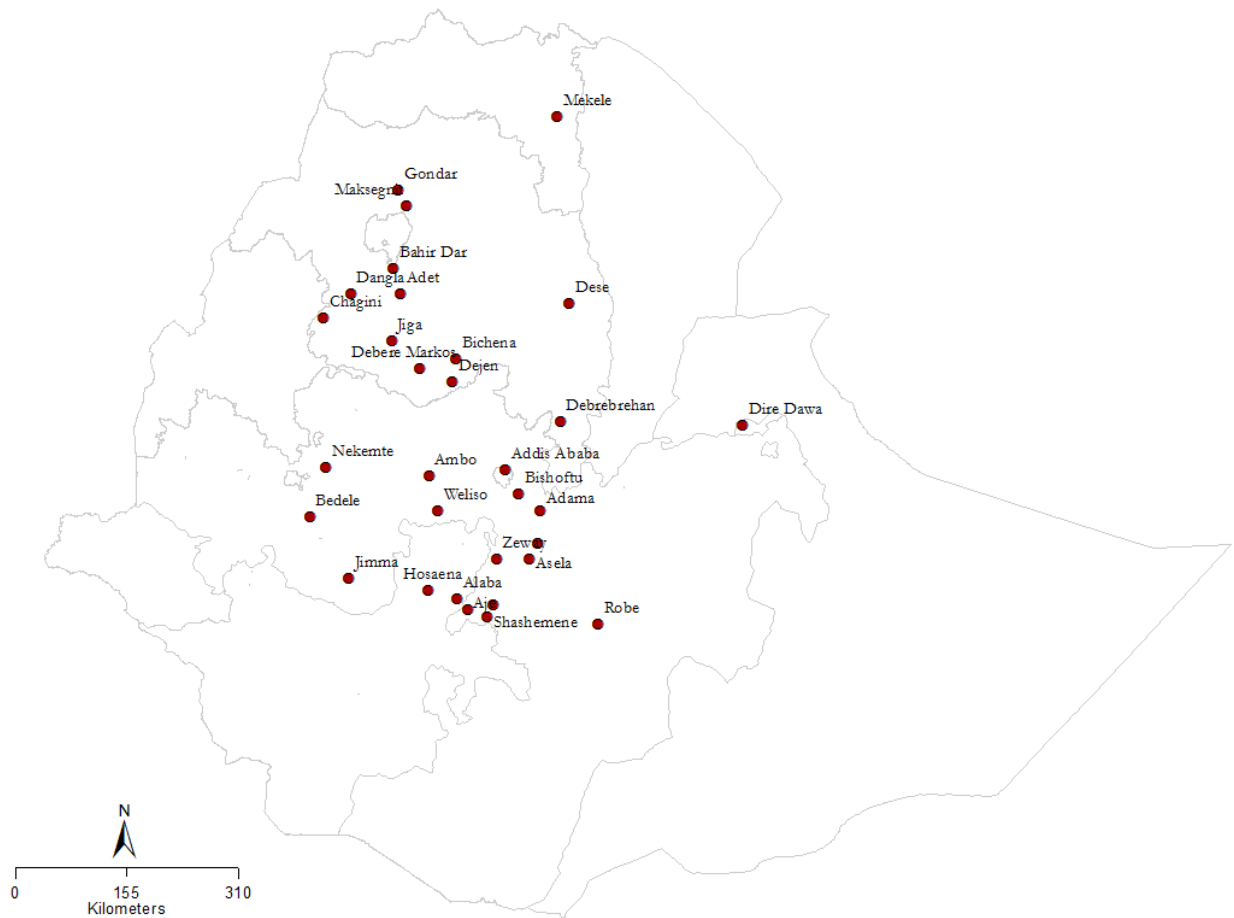 Mekele
Gondar
Maksegnit
Bahir Dar
Dangla
Adet
Chagini
Dese
Jiga
Bichena
Debere Markos
Dejen
Debrebrehan
Dire Dawa
Nekemte
Ambo
Addis Ababa
Bishoftu
Bedele
Weliso
Adama
Zeway
Asela
Jimma
Hosaena
Alaba
Aje
Shashemene
Robe
N
0 155 310
Kilometers